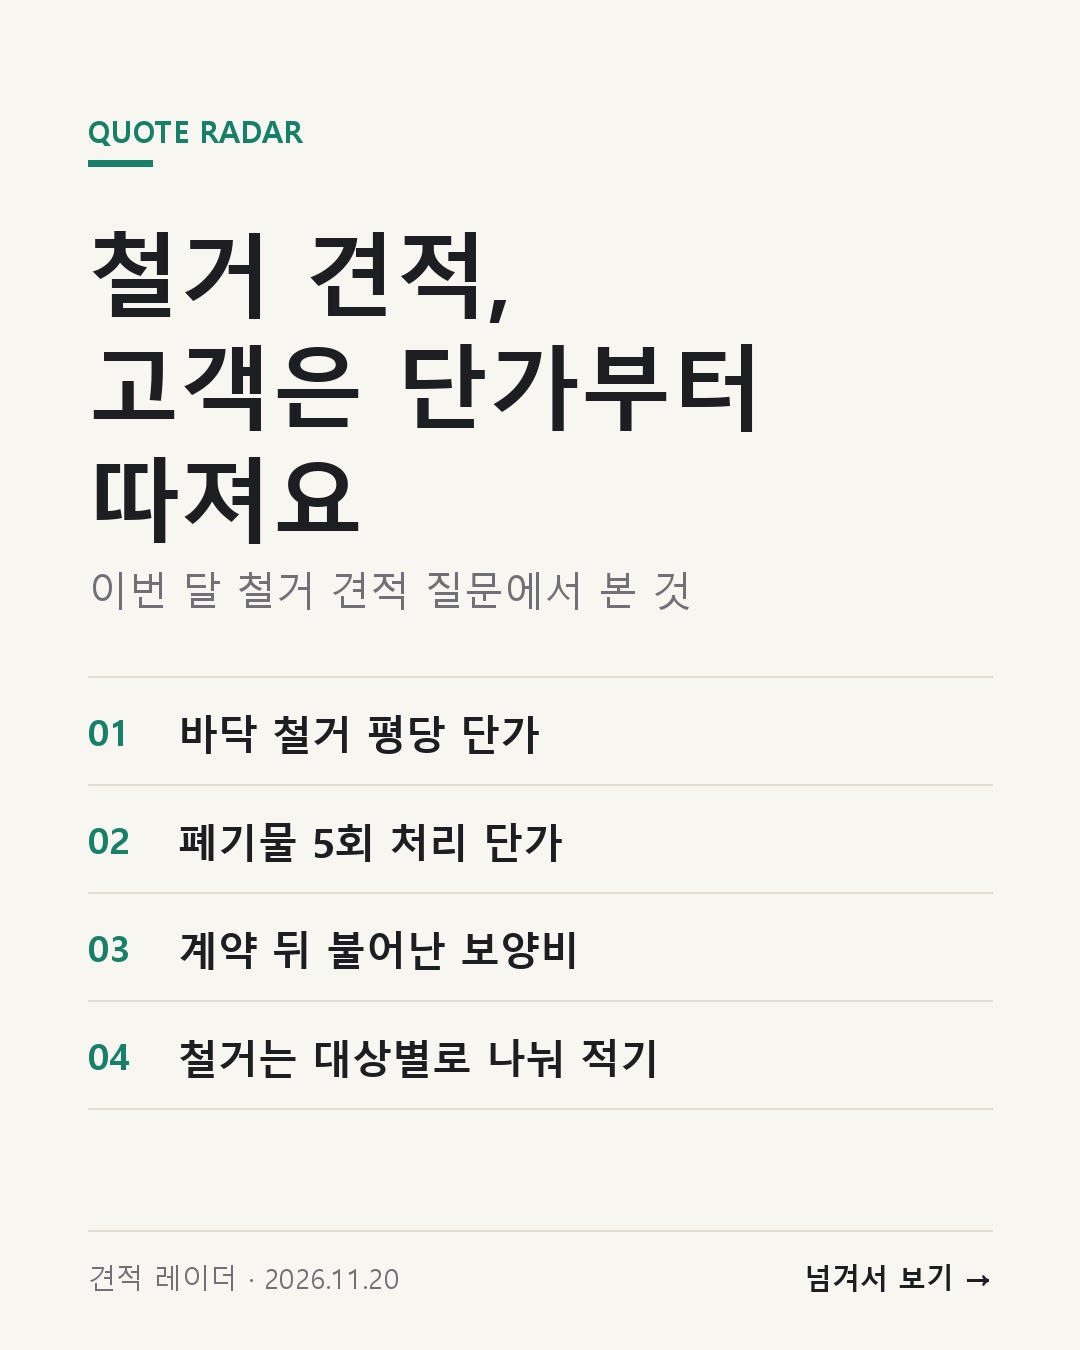 QUOTE RADAR
철거 견적,
고객은 단가부터
따져요
이번 달 철거 견적 질문에서 본 것
01 바닥 철거 평당 단가
02 폐기물 5회 처리 단가
03 계약 뒤 불어난 보양비
04 철거는 대상별로 나눠 적기
견적 레이더 · 2026.11.20
넘겨서 보기 →